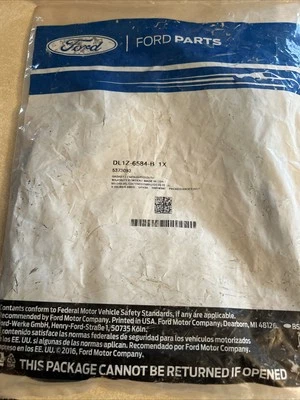 Ford
FORD PARTS
DL1Z-6584-B 1X
Contents conform to Federal Motor Vehicle Safety Standards, if any are applicable.
Recommended by Ford Motor Company. Printed in USA. Ford Motor Company; Dearborn, MI 48126
Ford-Werke GmbH, Henry-Ford-Straße 1, 50735 Köln.
contenido satisface las normas federales de seguridad para los vehículos motorizados
EE. UU. si algunas de dichas normas son aplicables. Recomendado por Ford Motor Company.
en los EE. UU. © 2016, Ford Motor Company.
THIS PACKAGE CANNOT BE RETURNED IF OPENED